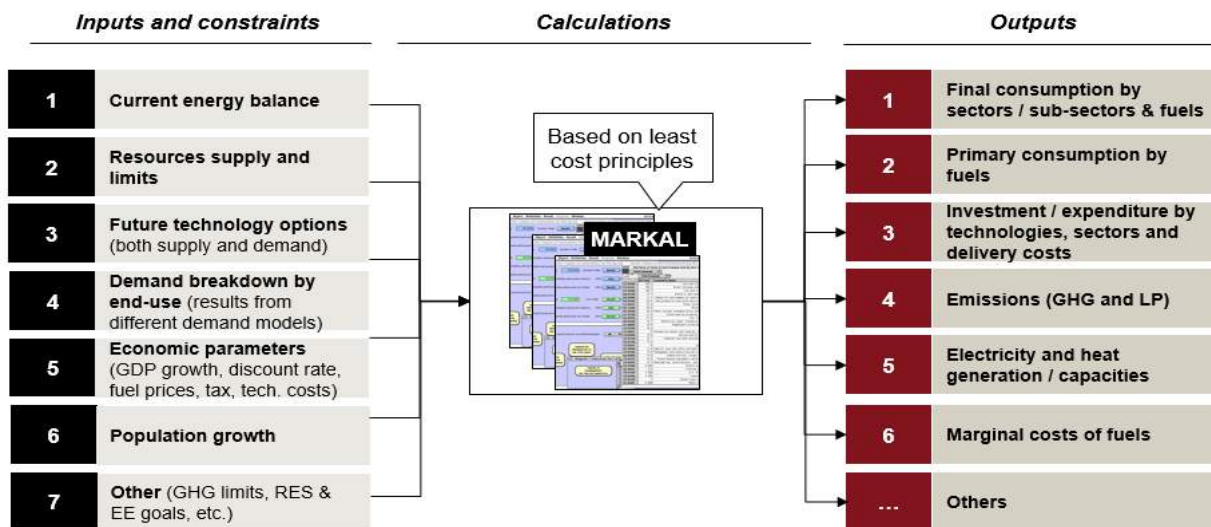 Inputs and constraints
1
Current energy balance
2
Resources supply and
limits
3
Future technology options
(both supply and demand)
4
Demand breakdown by
end-use (results from
different demand models)
5
Economic parameters
(GDP growth, discount rate,
fuel prices, tax, tech. costs)
6
Population growth
7
Other (GHG limits, RES &
EE goals, etc.)
Calculations
Based on least
cost principles
MARKAL
Outputs
1
Final consumption by
sectors / sub-sectors & fuels
2
Primary consumption by
fuels
3
Investment / expenditure by
technologies, sectors and
delivery costs
4
Emissions (GHG and LP)
5
Electricity and heat
generation / capacities
6
Marginal costs of fuels
...
Others